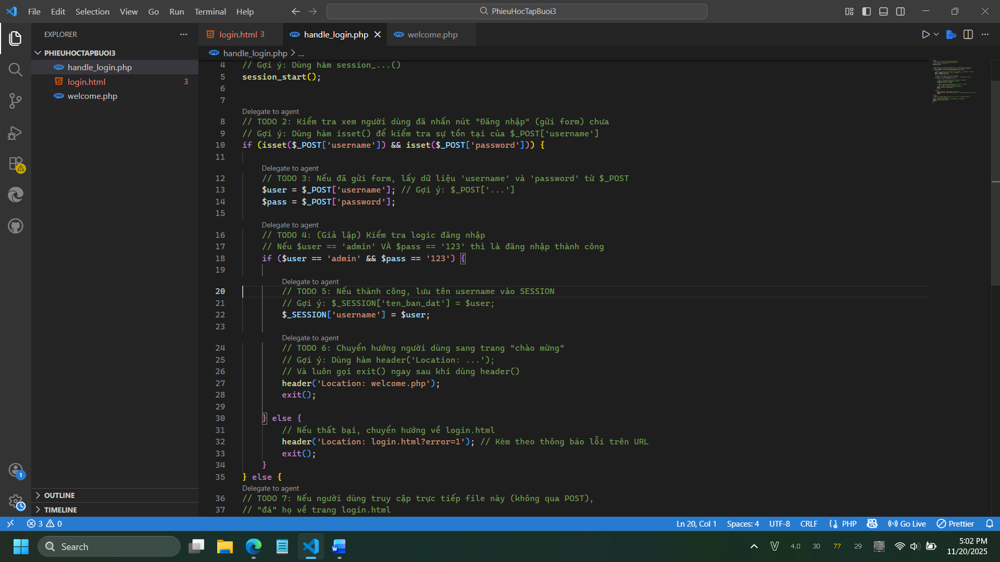 File Edit Selection View Go Run Terminal Help
PhieuHocTapBuoi3
EXPLORER
PHIEUHOCTAPBUOI3
handle_login.php
login.html 3
welcome.php
OUTLINE
TIMELINE
login.html 3
handle_login.php
welcome.php
handle_login.php > ...
4 // Gợi ý: Dùng hàm session_...()
5 session_start();
6
7
Delegate to agent
8 // TODO 2: Kiểm tra xem người dùng đã nhấn nút "Đăng nhập" (gửi form) chưa
9 // Gợi ý: Dùng hàm isset() để kiểm tra sự tồn tại của $_POST['username']
10 if (isset($_POST['username']) && isset($_POST['password'])) {
11
Delegate to agent
12 // TODO 3: Nếu đã gửi form, lấy dữ liệu 'username' và 'password' từ $_POST
13 $user = $_POST['username']; // Gợi ý: $_POST['...']
14 $pass = $_POST['password'];
15
Delegate to agent
16 // TODO 4: (Giả lập) Kiểm tra logic đăng nhập
17 // Nếu $user == 'admin' VÀ $pass == '123' thì là đăng nhập thành công
18 if ($user == 'admin' && $pass == '123') {
19
Delegate to agent
20 // TODO 5: Nếu thành công, lưu tên username vào SESSION
21 // Gợi ý: $_SESSION['ten_ban_dat'] = $user;
22 $_SESSION['username'] = $user;
23
Delegate to agent
24 // TODO 6: Chuyển hướng người dùng sang trang "chào mừng"
25 // Gợi ý: Dùng hàm header('Location: ...');
26 // Và luôn gọi exit() ngay sau khi dùng header()
27 header('Location: welcome.php');
28 exit();
29
30 } else {
31 // Nếu thất bại, chuyển hướng về login.html
32 header('Location: login.html?error=1'); // Kèm theo thông báo lỗi trên URL
33 exit();
34 }
35 } else {
Delegate to agent
36 // TODO 7: Nếu người dùng truy cập trực tiếp file này (không qua POST),
37 // "đá" họ về trang login.html
3 0
Ln 20, Col 1 Spaces: 4 UTF-8 CRLF PHP Go Live Prettier
1
Search
4.0 30 77 29
5:02 PM
11/20/2025